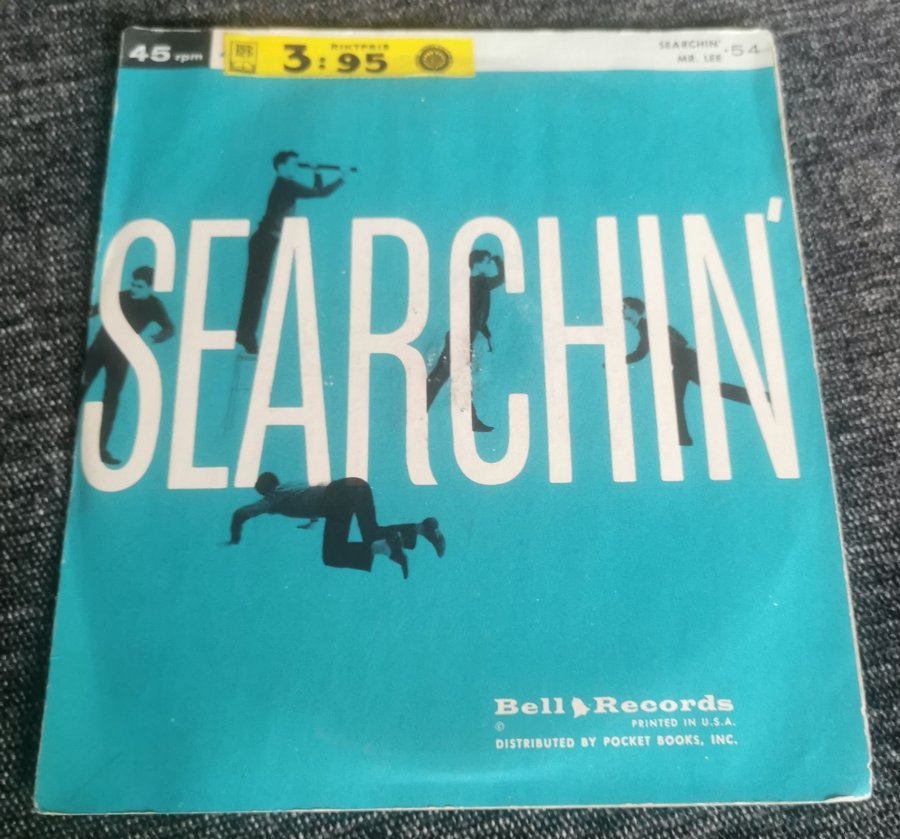 45 rpm
RIKTPRIS
3:95
SEARCHIN'
MR. LEE
54
SEARCHIN'
Bell Records
© PRINTED IN U.S.A.
DISTRIBUTED BY POCKET BOOKS, INC.